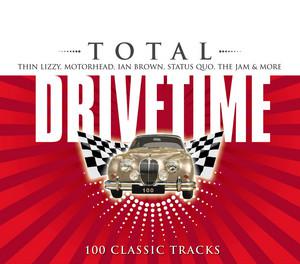 TOTAL
THIN LIZZY, MOTORHEAD, IAN BROWN, STATUS QUO, THE JAM & MORE
DRIVETIME
100
100 CLASSIC TRACKS